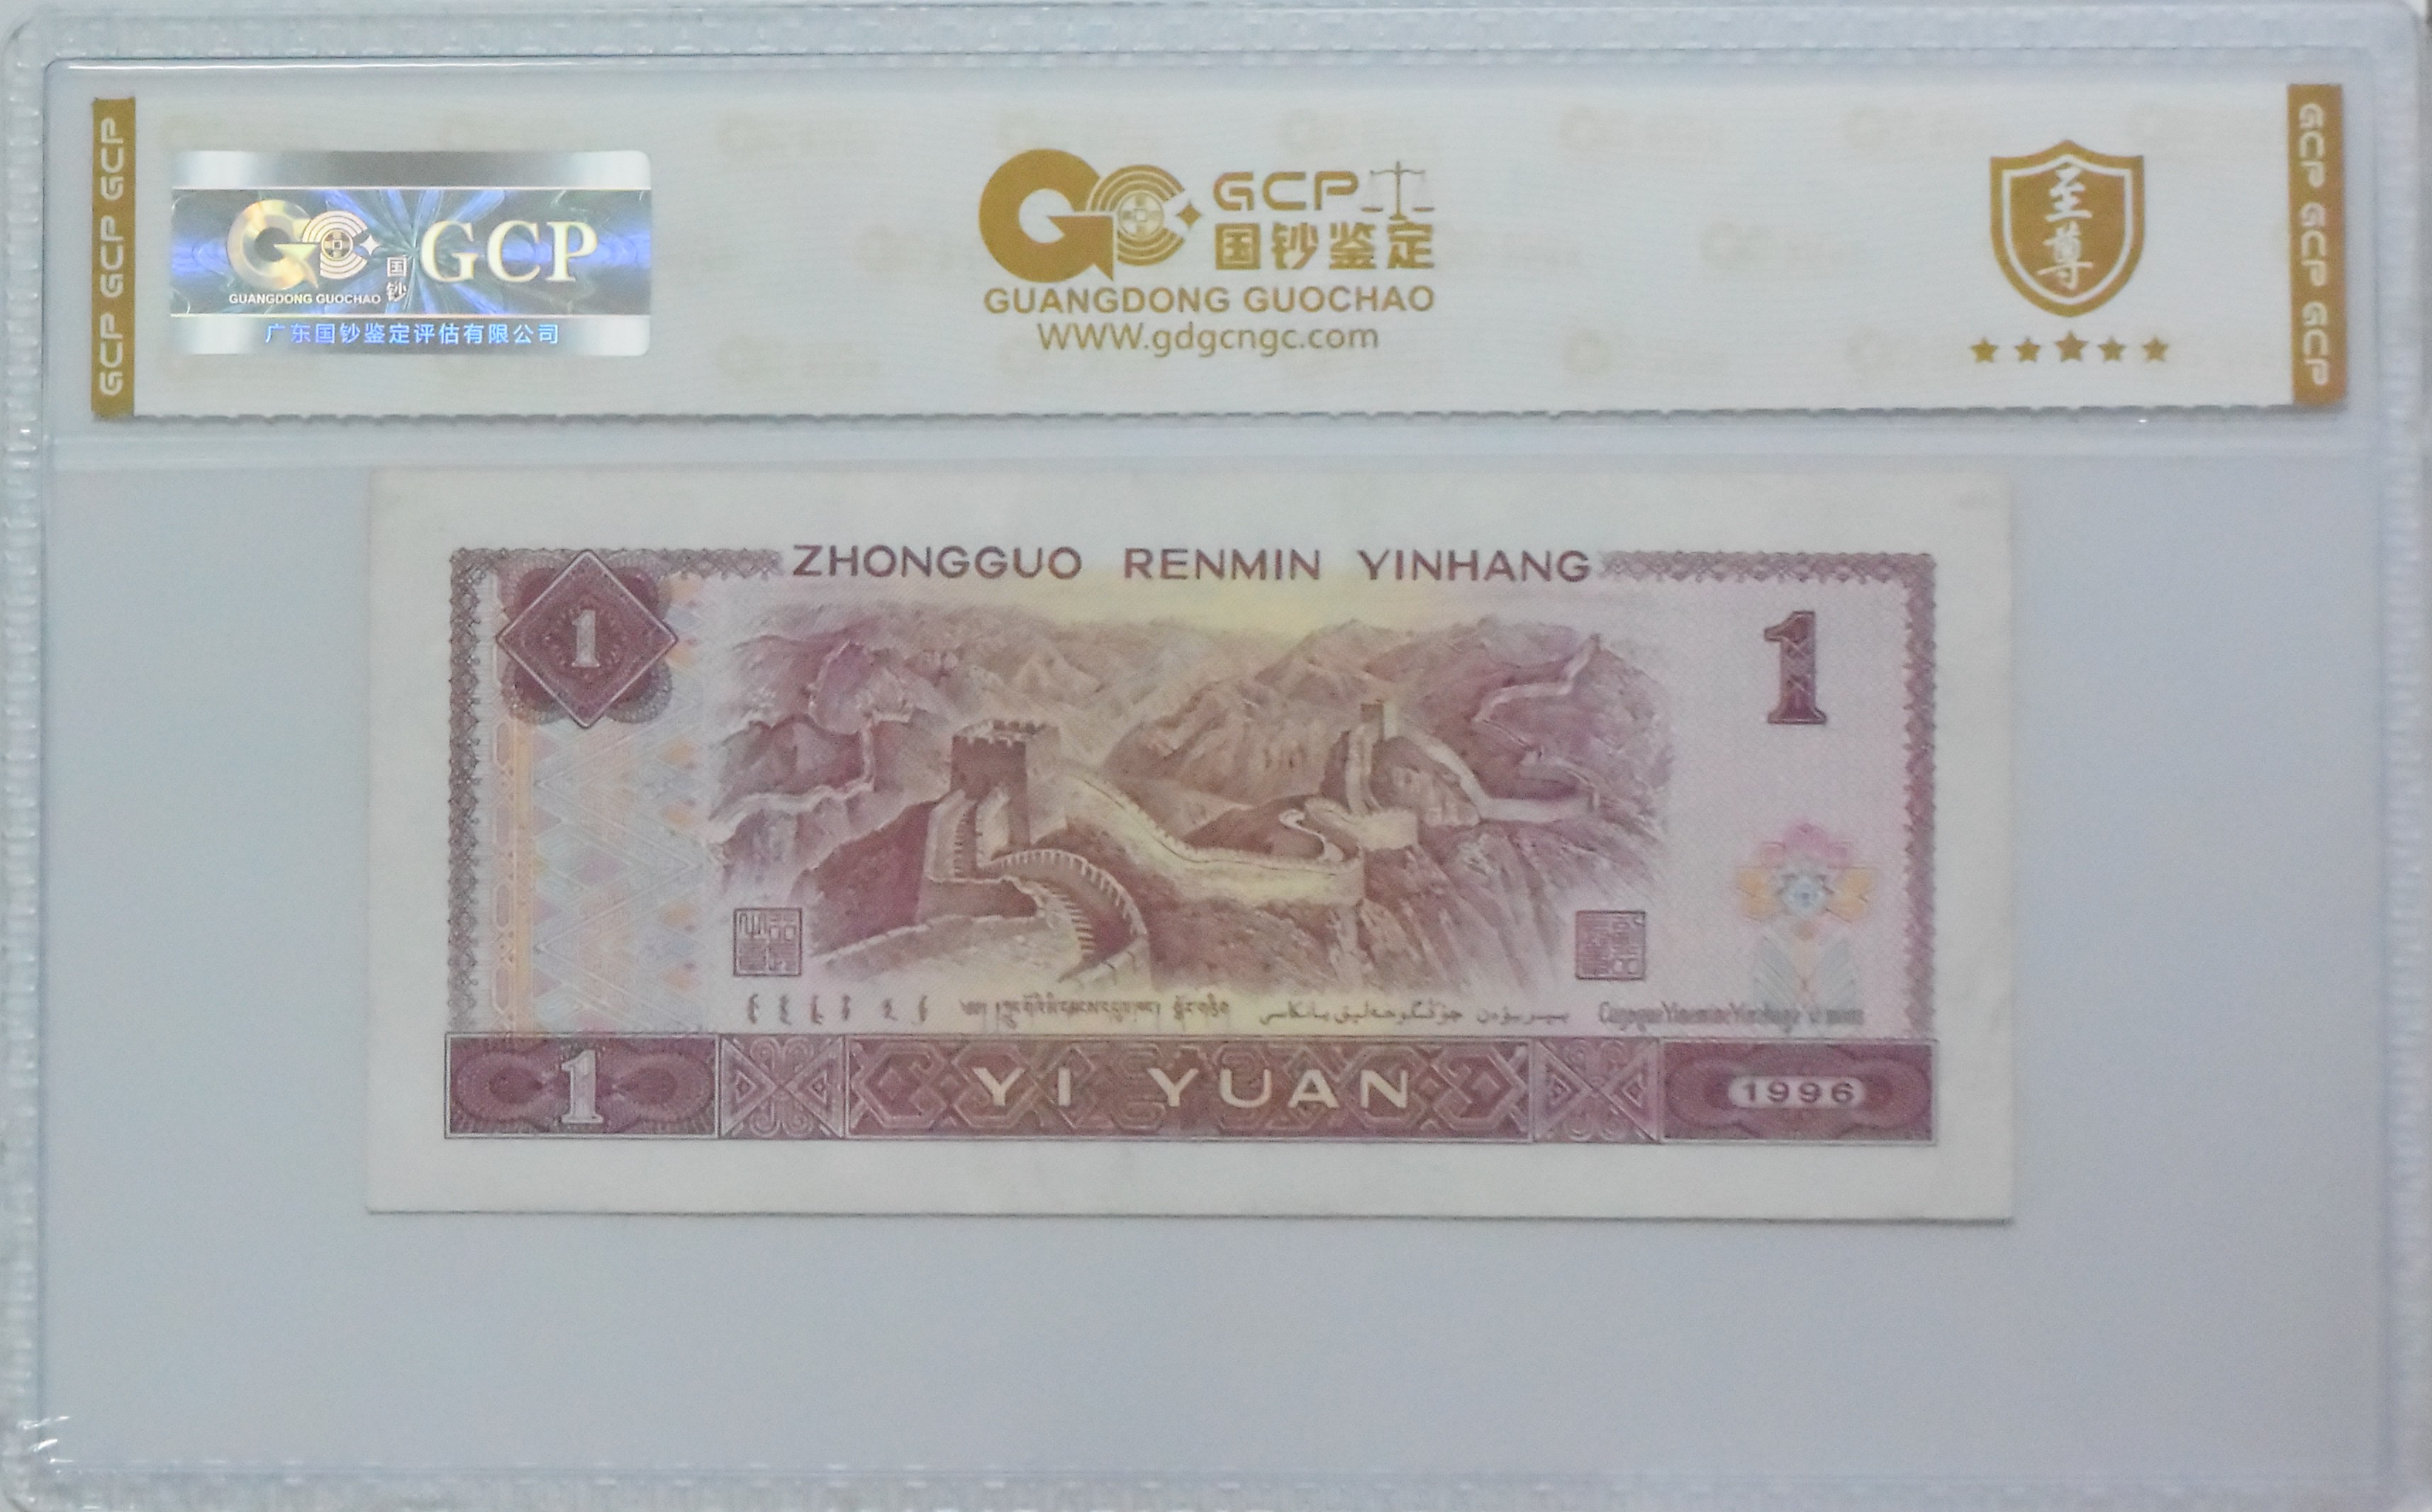 GCP GCP GCP
国钞 GCP
GUANGDONG GUOCHAO
广东国钞鉴定评估有限公司
GCP
国钞鉴定
GUANGDONG GUOCHAO
WWW.gdgcngc.com
至尊
GCP GCP GCP
ZHONGGUO RENMIN YINHANG
1
1
1
YI YUAN
1996